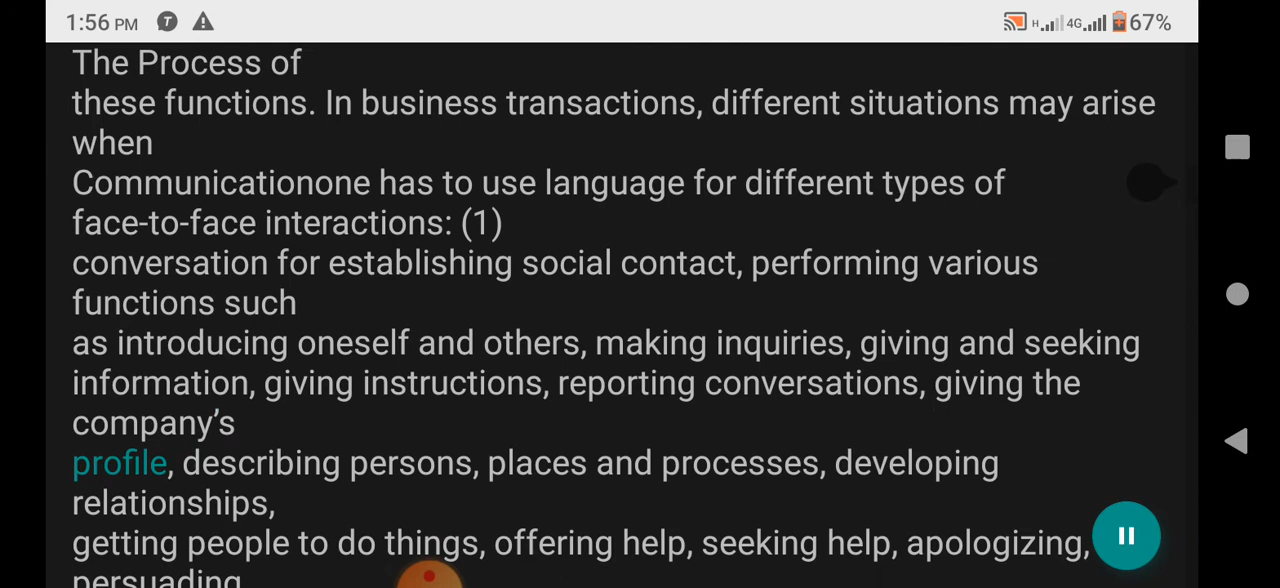 1:56 PM
H 4G 67%
The Process of
these functions. In business transactions, different situations may arise
when
Communicationone has to use language for different types of
face-to-face interactions: (1)
conversation for establishing social contact, performing various
functions such
as introducing oneself and others, making inquiries, giving and seeking
information, giving instructions, reporting conversations, giving the
company’s
profile, describing persons, places and processes, developing
relationships,
getting people to do things, offering help, seeking help, apologizing,
persuading